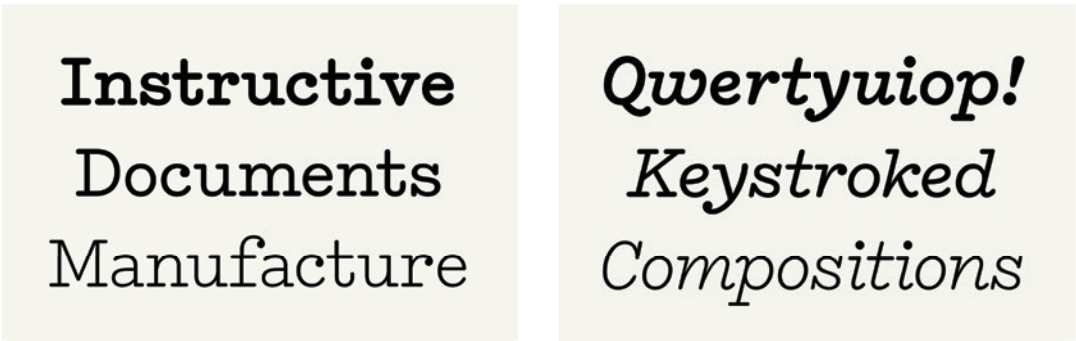 Instructive
Documents
Manufacture
Qwertyuiop!
Keystroked
Compositions